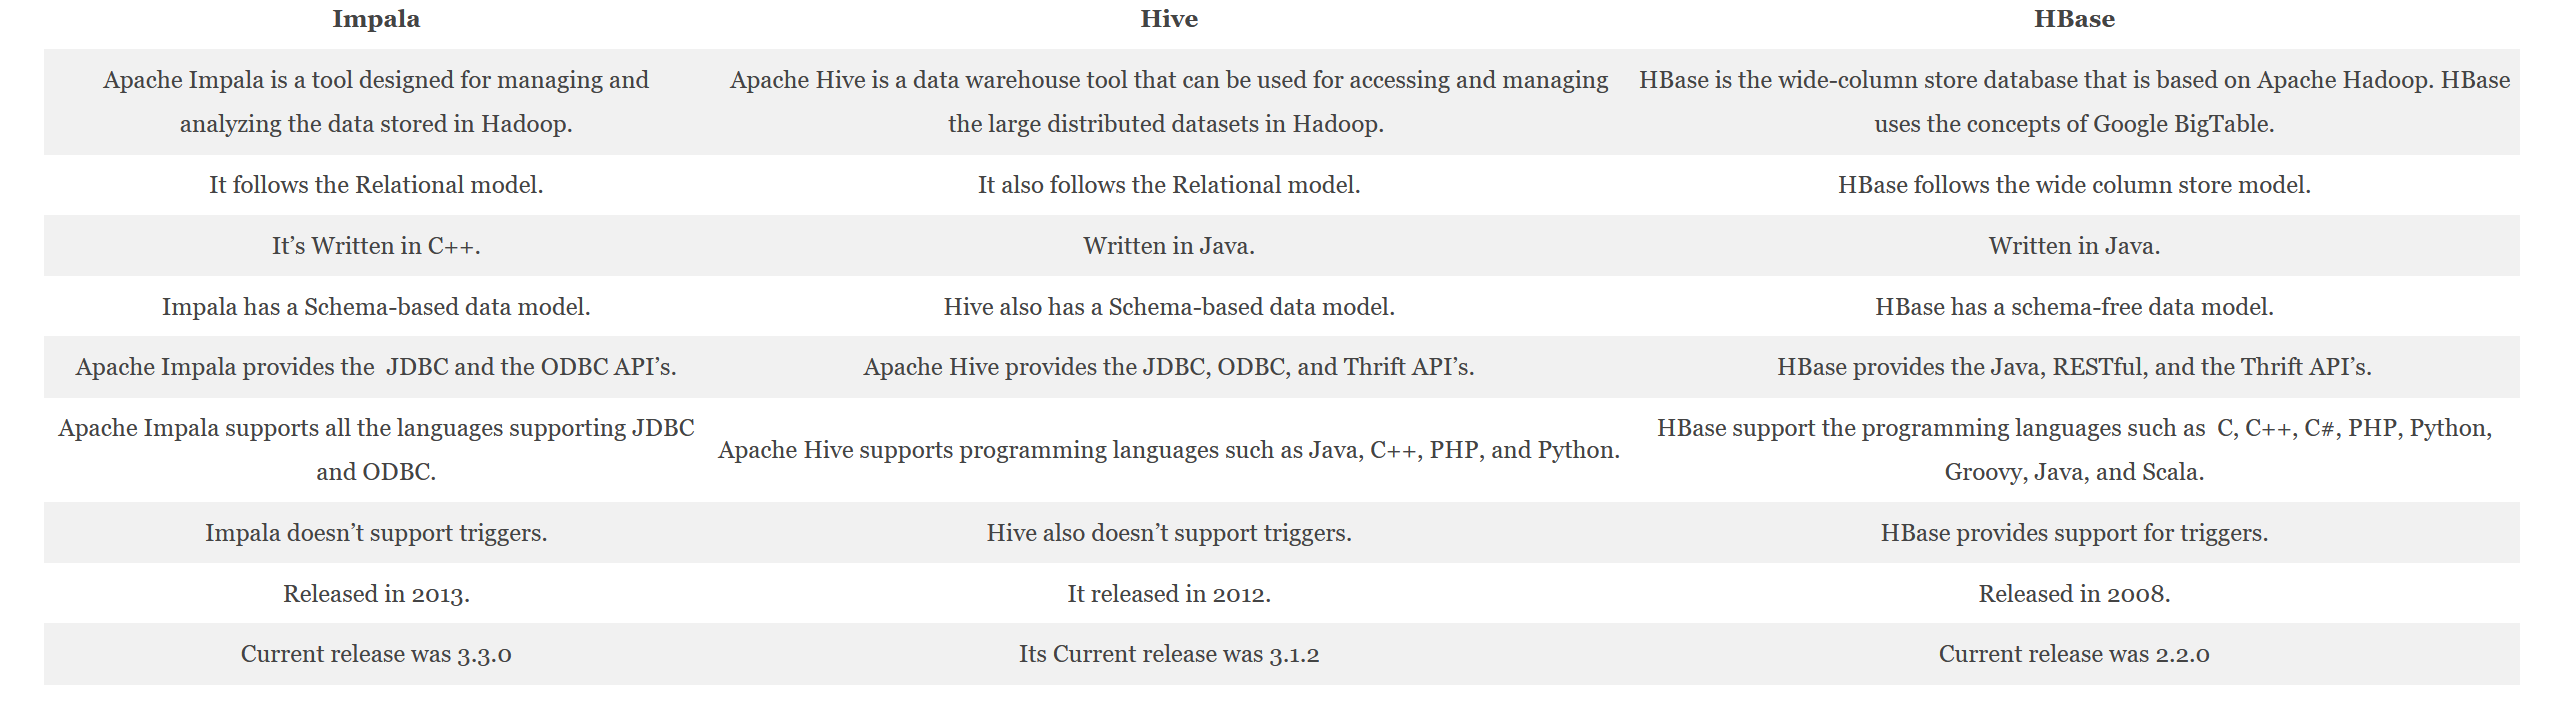 Impala Hive HBase
Apache Impala is a tool designed for managing and
analyzing the data stored in Hadoop.
Apache Hive is a data warehouse tool that can be used for accessing and managing
the large distributed datasets in Hadoop.
HBase is the wide-column store database that is based on Apache Hadoop. HBase
uses the concepts of Google BigTable.
It follows the Relational model.
It also follows the Relational model.
HBase follows the wide column store model.
It’s Written in C++.
Written in Java.
Written in Java.
Impala has a Schema-based data model.
Hive also has a Schema-based data model.
HBase has a schema-free data model.
Apache Impala provides the  JDBC and the ODBC API’s.
Apache Hive provides the JDBC, ODBC, and Thrift API’s.
HBase provides the Java, RESTful, and the Thrift API’s.
Apache Impala supports all the languages supporting JDBC
and ODBC.
Apache Hive supports programming languages such as Java, C++, PHP, and Python.
HBase support the programming languages such as  C, C++, C#, PHP, Python,
Groovy, Java, and Scala.
Impala doesn’t support triggers.
Hive also doesn’t support triggers.
HBase provides support for triggers.
Released in 2013.
It released in 2012.
Released in 2008.
Current release was 3.3.0
Its Current release was 3.1.2
Current release was 2.2.0